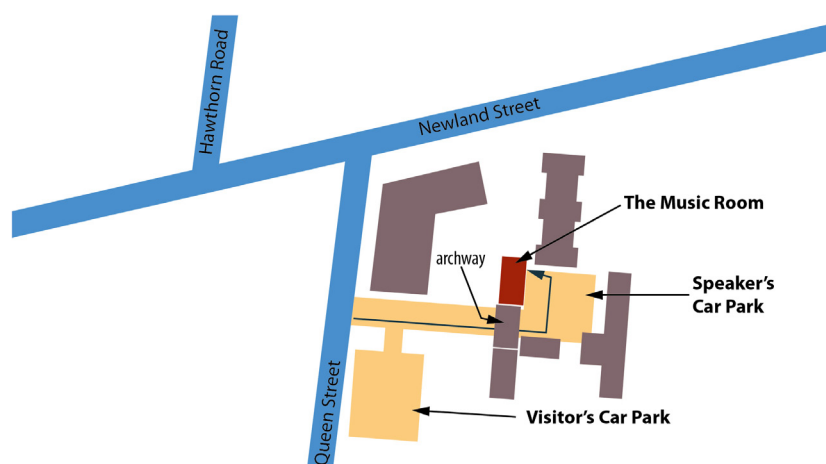 Hawthorn Road
Newland Street
The Music Room
archway
Speaker's
Car Park
Visitor's Car Park
Queen Street